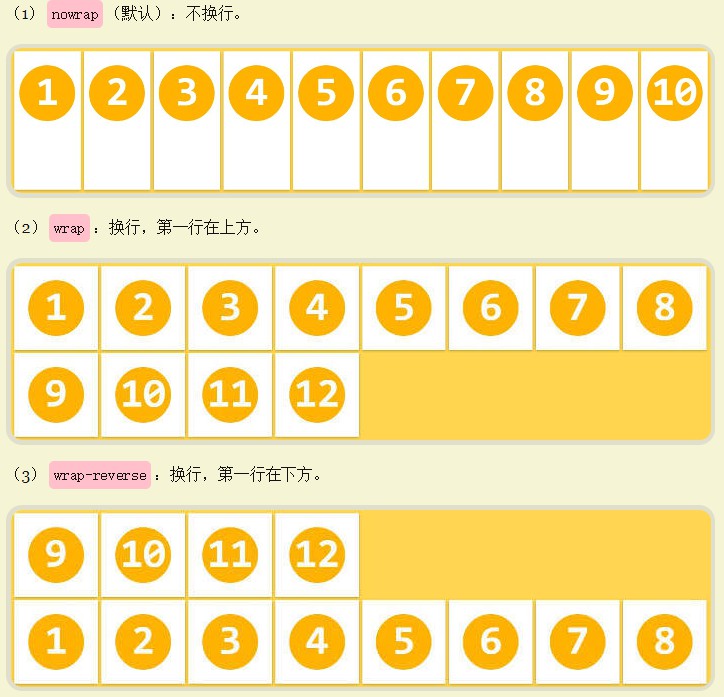 （1） nowrap （默认）：不换行。
1 2 3 4 5 6 7 8 9 10
（2） wrap ：换行，第一行在上方。
1 2 3 4 5 6 7 8
9 10 11 12
（3） wrap-reverse ：换行，第一行在下方。
9 10 11 12
1 2 3 4 5 6 7 8